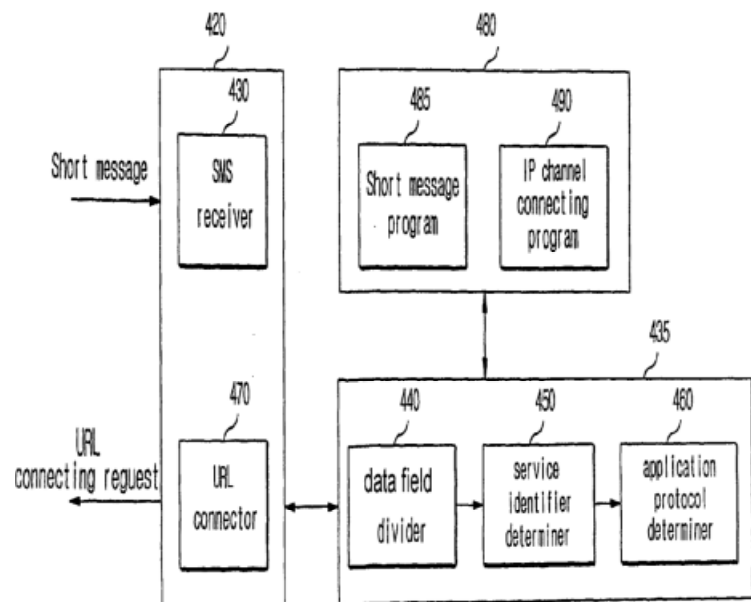 420
480
430
485
490
Short message
SMS
receiver
Short message
program
IP channel
connecting
program
435
470
440
450
460
URL
connecting reguest
URL
connector
data field
divider
service
identifier
determiner
application
protocol
determiner